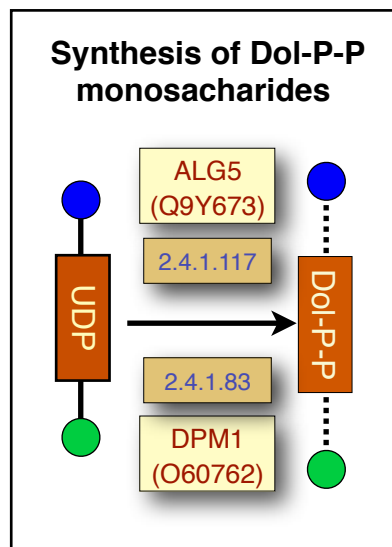 Synthesis of Dol-P-P
monosacharides
ALG5
(Q9Y673)
2.4.1.117
UDP
Dol-P-P
2.4.1.83
DPM1
(O60762)